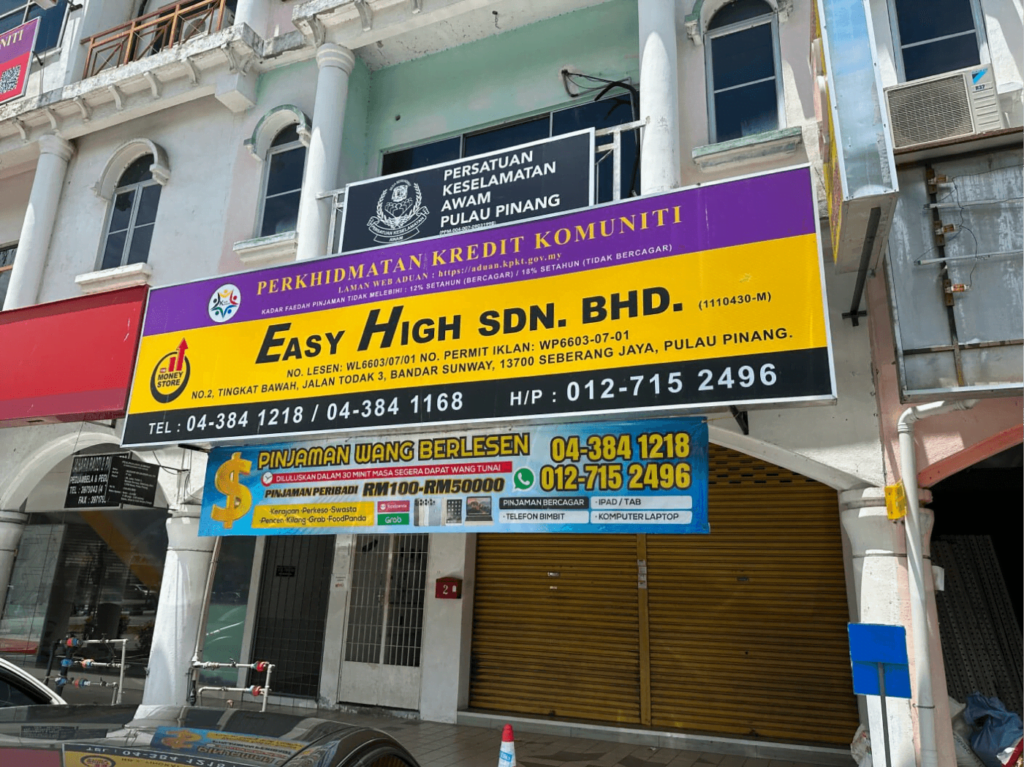 NITI
PERSATUAN
KESELAMATAN
AWAM
PULAU PINANG
PERKHIDMATAN KREDIT KOMUNITI
LAMAN WEB ADUAN : https://aduan.kpkt.gov.my
KADAR FAEDAH PINJAMAN TIDAK MELEBIHI : 12% SETAHUN (BERCAGAR) / 18% SETAHUN (TIDAK BERCAGAR)
EASY HIGH SDN. BHD. (1110430-M)
NO. LESEN: WL6603/07/01 NO. PERMIT IKLAN: WP6603-07-01
NO.2, TINGKAT BAWAH, JALAN TODAK 3, BANDAR SUNWAY, 13700 SEBERANG JAYA, PULAU PINANG.
MONEY
STORE
TEL : 04-384 1218 / 04-384 1168 H/P : 012-715 2496
PINJAMAN WANG BERLESEN
04-384 1218
DILULUSKAN DALAM 30 MINIT MASA SEGERA DAPAT WANG TUNAI
012-715 2496
PINJAMAN PERIBADI RM100-RM50000
Kerajaan-Perkeso-Swasta
Pencen-Kilang-Grab-FoodPanda
Grab
PINJAMAN BERCAGAR
- IPAD / TAB
- TELEFON BIMBIT
- KOMPUTER LAPTOP
2